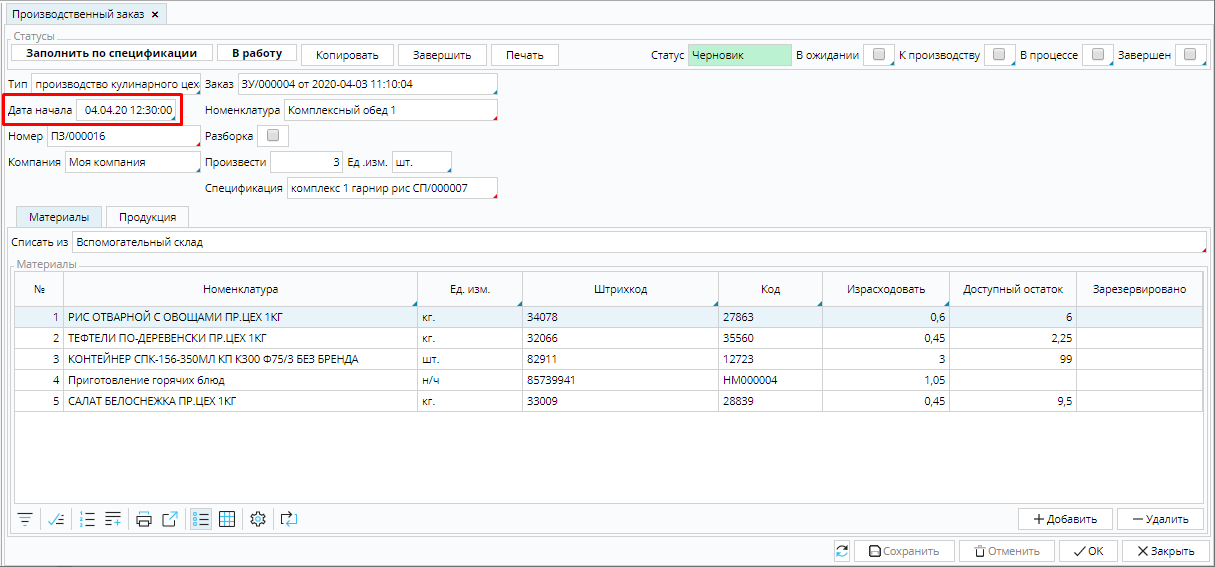 Производственный заказ ×
Статусы
Заполнить по спецификации В работу Копировать Завершить Печать Статус Черновик В ожидании К производству В процессе Завершен
Тип производство кулинарного цех Заказ ЗУ/000004 от 2020-04-03 11:10:04
Дата начала 04.04.20 12:30:00 Номенклатура Комплексный обед 1
Номер ПЗ/000016 Разборка
Компания Моя компания Произвести 3 Ед .изм. шт.
Спецификация комплекс 1 гарнир рис СП/000007
Материалы Продукция
Списать из Вспомогательный склад
Материалы
№ Номенклатура Ед. изм. Штрихкод Код Израсходовать Доступный остаток Зарезервировано
1 РИС ОТВАРНОЙ С ОВОЩАМИ ПР.ЦЕХ 1КГ кг. 34078 27863 0,6 6
2 ТЕФТЕЛИ ПО-ДЕРЕВЕНСКИ ПР.ЦЕХ 1КГ кг. 32066 35560 0,45 2,25
3 КОНТЕЙНЕР СПК-156-350МЛ КП К300 Ф75/3 БЕЗ БРЕНДА шт. 82911 12723 3 99
4 Приготовление горячих блюд н/ч 85739941 НМ000004 1,05
5 САЛАТ БЕЛОСНЕЖКА ПР.ЦЕХ 1КГ кг. 33009 28839 0,45 9,5
Добавить Удалить
Сохранить Отменить OK Закрыть